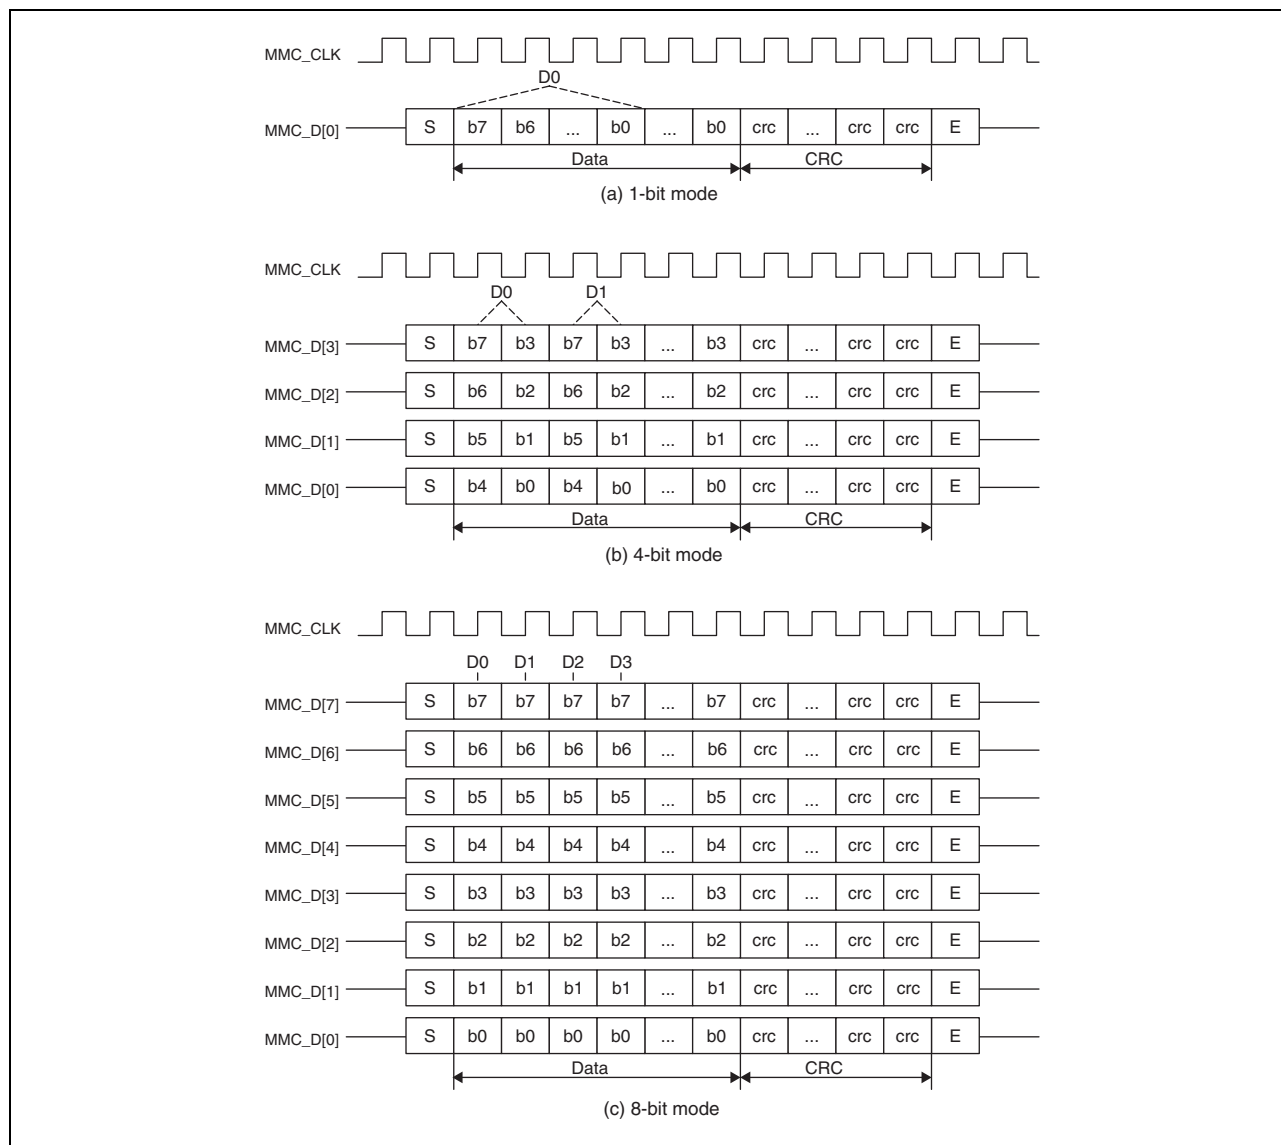 MMC_CLK
D0
MMC_D[0] S b7 b6 ... b0 ... b0 crc ... crc crc E
Data CRC
(a) 1-bit mode
MMC_CLK
D0 D1
MMC_D[3] S b7 b3 b7 b3 ... b3 crc ... crc crc E
MMC_D[2] S b6 b2 b6 b2 ... b2 crc ... crc crc E
MMC_D[1] S b5 b1 b5 b1 ... b1 crc ... crc crc E
MMC_D[0] S b4 b0 b4 b0 ... b0 crc ... crc crc E
Data CRC
(b) 4-bit mode
MMC_CLK
D0 D1 D2 D3
MMC_D[7] S b7 b7 b7 b7 ... b7 crc ... crc crc E
MMC_D[6] S b6 b6 b6 b6 ... b6 crc ... crc crc E
MMC_D[5] S b5 b5 b5 b5 ... b5 crc ... crc crc E
MMC_D[4] S b4 b4 b4 b4 ... b4 crc ... crc crc E
MMC_D[3] S b3 b3 b3 b3 ... b3 crc ... crc crc E
MMC_D[2] S b2 b2 b2 b2 ... b2 crc ... crc crc E
MMC_D[1] S b1 b1 b1 b1 ... b1 crc ... crc crc E
MMC_D[0] S b0 b0 b0 b0 ... b0 crc ... crc crc E
Data CRC
(c) 8-bit mode